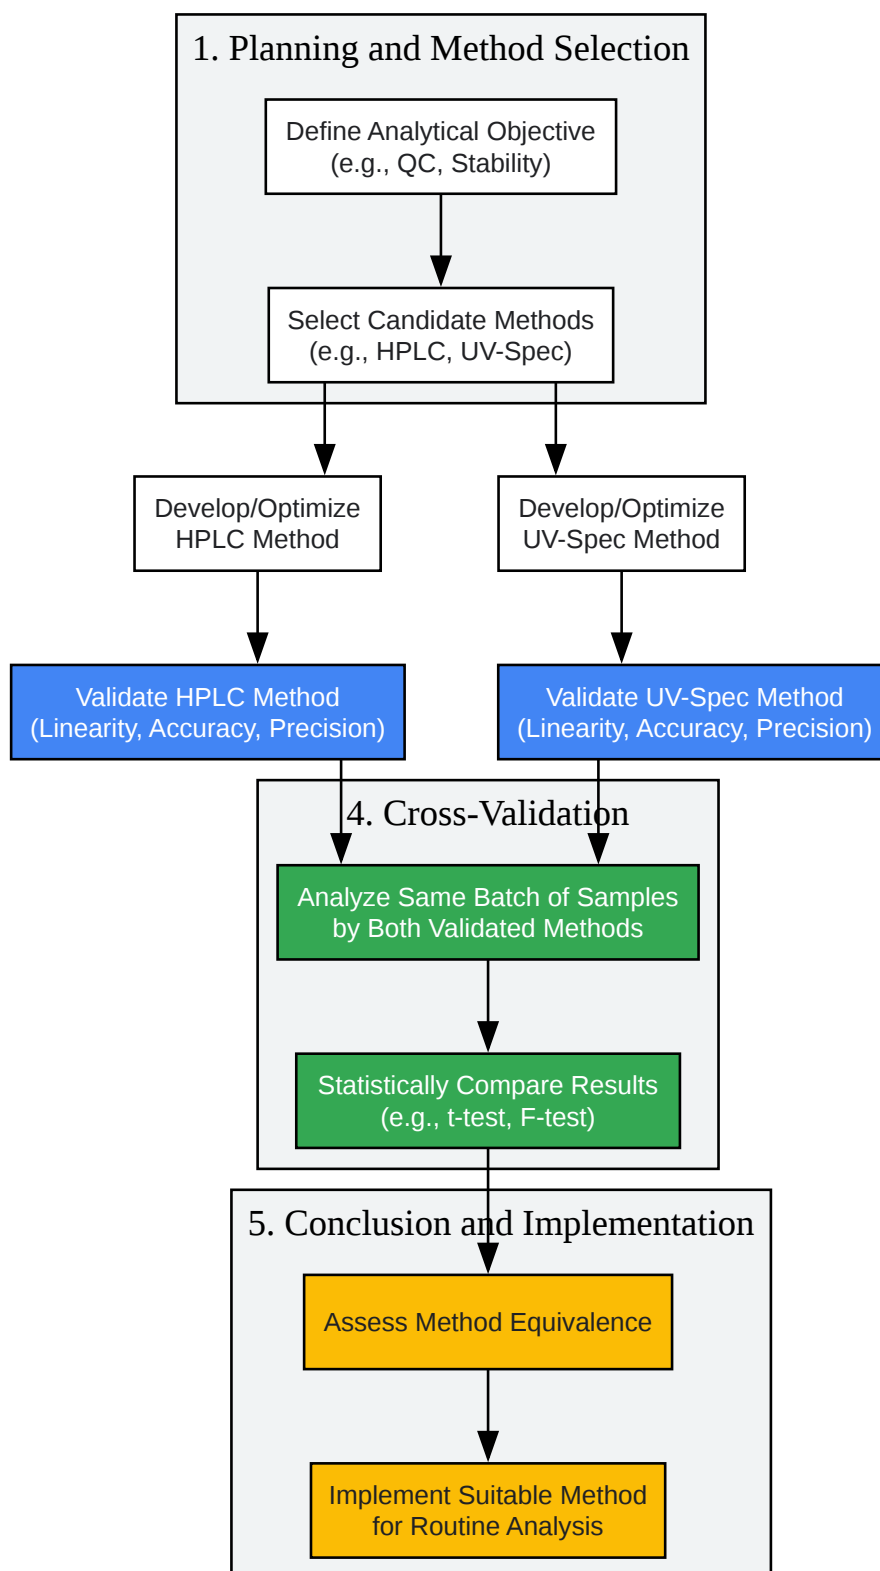 1. Planning and Method Selection
Define Analytical Objective
(e.g., QC, Stability)
Select Candidate Methods
(e.g., HPLC, UV-Spec)
Develop/Optimize
HPLC Method
Develop/Optimize
UV-Spec Method
Validate HPLC Method
(Linearity, Accuracy, Precision)
Validate UV-Spec Method
(Linearity, Accuracy, Precision)
4. Cross-Validation
Analyze Same Batch of Samples
by Both Validated Methods
Statistically Compare Results
(e.g., t-test, F-test)
5. Conclusion and Implementation
Assess Method Equivalence
Implement Suitable Method
for Routine Analysis